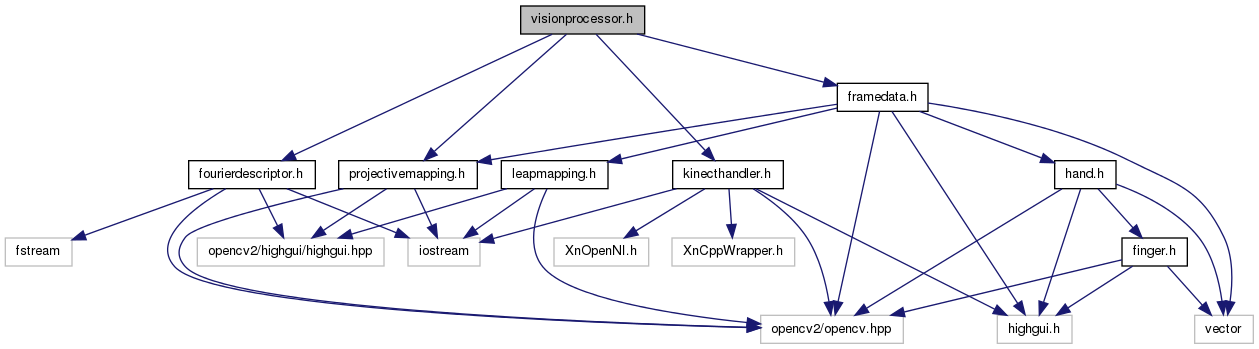 visionprocessor.h
framedata.h
fourierdescriptor.h
projectivemapping.h
leapmapping.h
kinecthandler.h
hand.h
fstream
opencv2/highgui/highgui.hpp
iostream
XnOpenNI.h
XnCppWrapper.h
finger.h
opencv2/opencv.hpp
highgui.h
vector